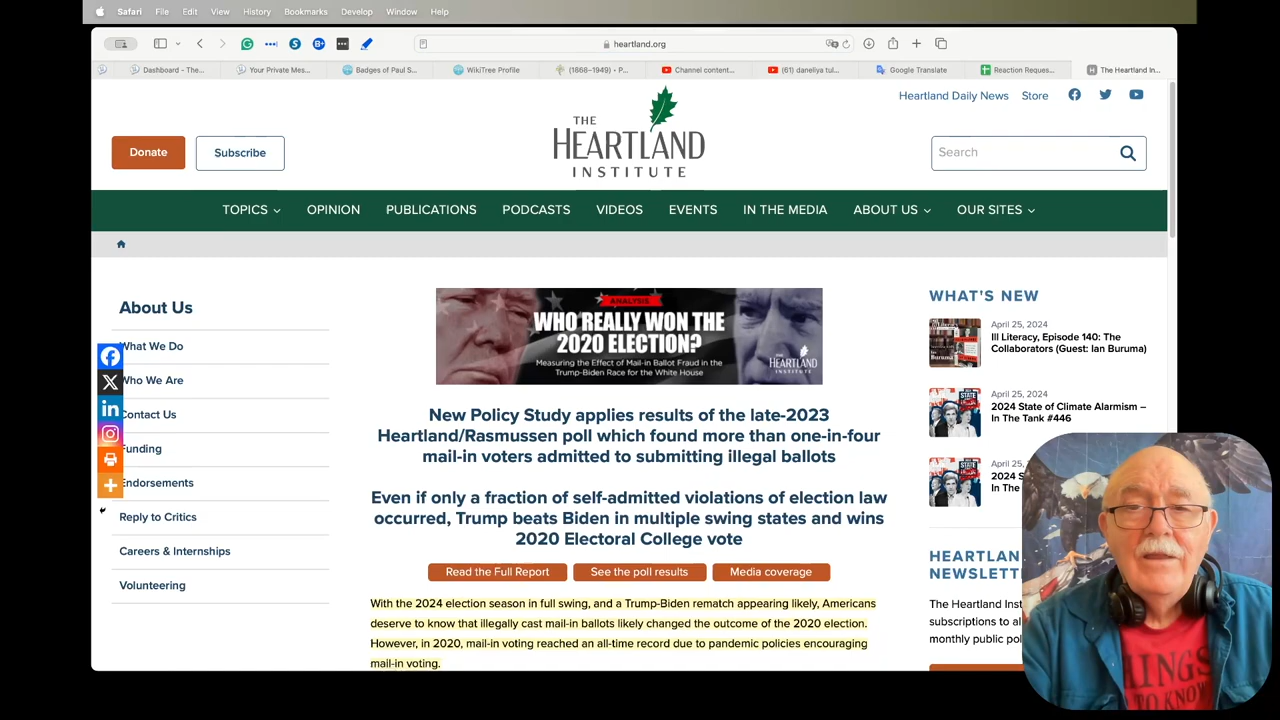 Safari File Edit View History Bookmarks Develop Window Help
heartland.org
Dashboard - The...
Your Private Mes...
Badges of Paul S...
WikiTree Profile
(1868–1949) • P...
Channel content...
(61) daneliya tul...
Google Translate
Reaction Reques...
The Heartland In...
Heartland Daily News Store
Donate
Subscribe
THE
HEARTLAND
INSTITUTE
Search
TOPICS OPINION PUBLICATIONS PODCASTS VIDEOS EVENTS IN THE MEDIA ABOUT US OUR SITES
About Us
What We Do
Who We Are
Contact Us
Funding
Endorsements
Reply to Critics
Careers & Internships
Volunteering
ANALYSIS
WHO REALLY WON THE
2020 ELECTION?
Measuring the Effect of Mail-in Ballot Fraud in the
Trump-Biden Race for the White House
HEARTLAND
INSTITUTE
New Policy Study applies results of the late-2023
Heartland/Rasmussen poll which found more than one-in-four
mail-in voters admitted to submitting illegal ballots
Even if only a fraction of self-admitted violations of election law
occurred, Trump beats Biden in multiple swing states and wins
2020 Electoral College vote
Read the Full Report
See the poll results
Media coverage
With the 2024 election season in full swing, and a Trump-Biden rematch appearing likely, Americans
deserve to know that illegally cast mail-in ballots likely changed the outcome of the 2020 election.
However, in 2020, mail-in voting reached an all-time record due to pandemic policies encouraging
mail-in voting.
WHAT'S NEW
April 25, 2024
Ill Literacy, Episode 140: The
Collaborators (Guest: Ian Buruma)
April 25, 2024
2024 State of Climate Alarmism –
In The Tank #446
April 25,
2024 S
In The
HEARTLAN
NEWSLETT
The Heartland Inst
subscriptions to al
monthly public pol
THINGS
TO KNOW